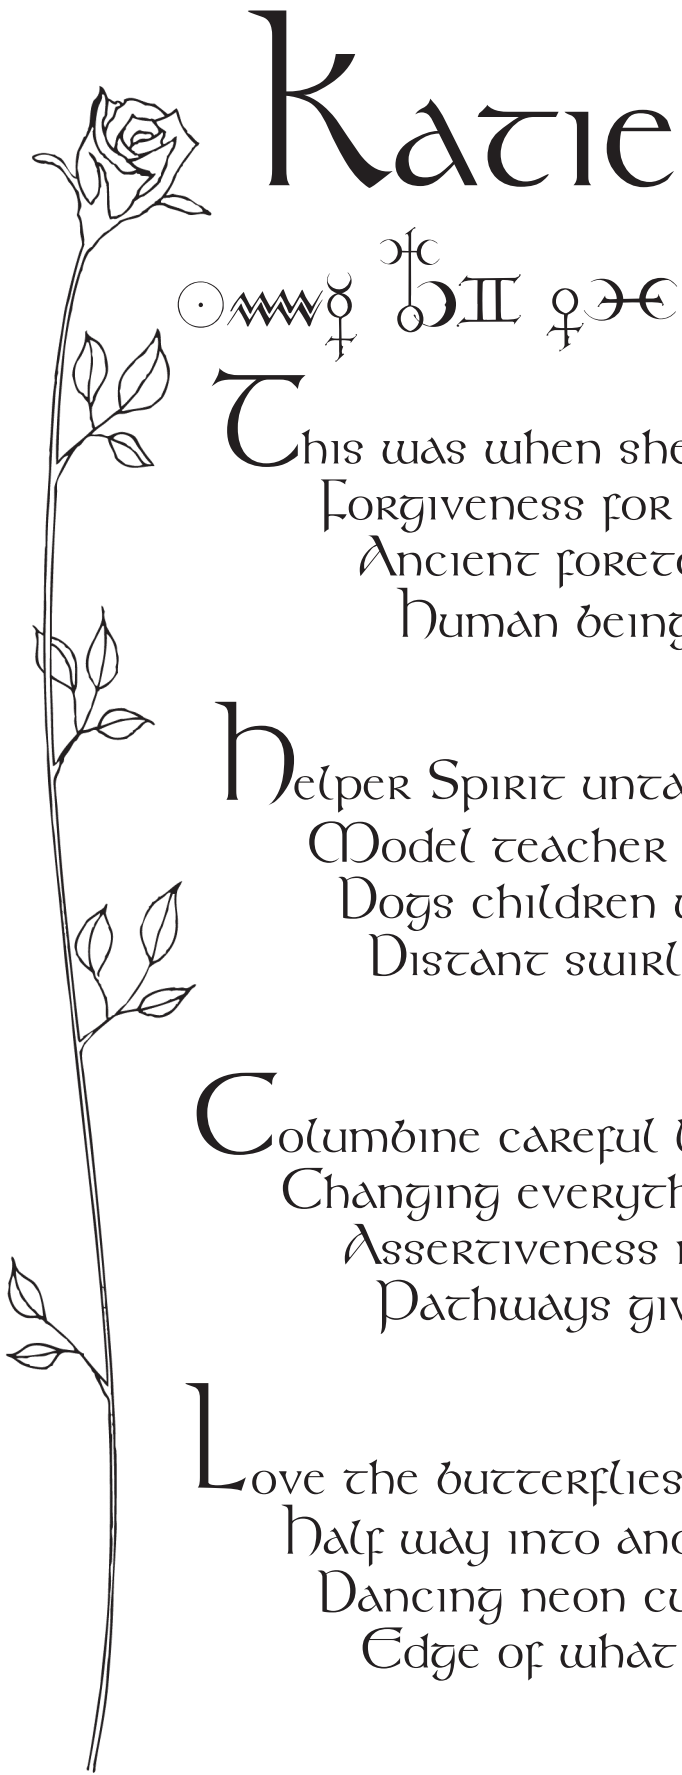 Katie
☉♒☿ ⛢☽♊ ♀♓
This was when she
Forgiveness for
Ancient foreto
Human being
Helper Spirit unta
Model teacher
Dogs children
Distant swirl
Columbine careful
Changing everyth
Assertiveness
Pathways giv
Love the butterflies
Half way into ano
Dancing neon cu
Edge of what